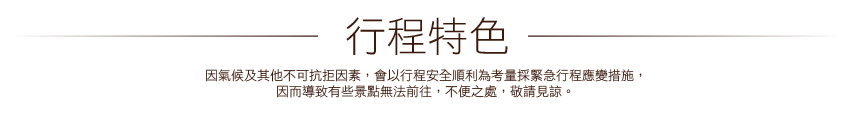 行程特色
因氣候及其他不可抗拒因素，會以行程安全順利為考量採緊急行程應變措施，
因而導致有些景點無法前往，不便之處，敬請見諒。